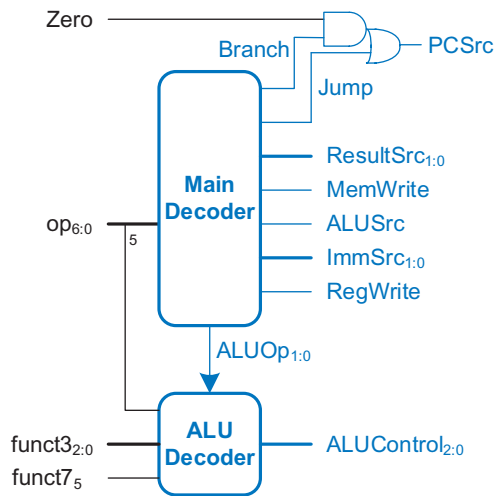 Zero
Branch
PCSrc
Jump
Main
Decoder
ResultSrc1:0
MemWrite
op6:0
5
ALUSrc
ImmSrc1:0
RegWrite
ALUOp1:0
ALU
Decoder
funct32:0
ALUControl2:0
funct75